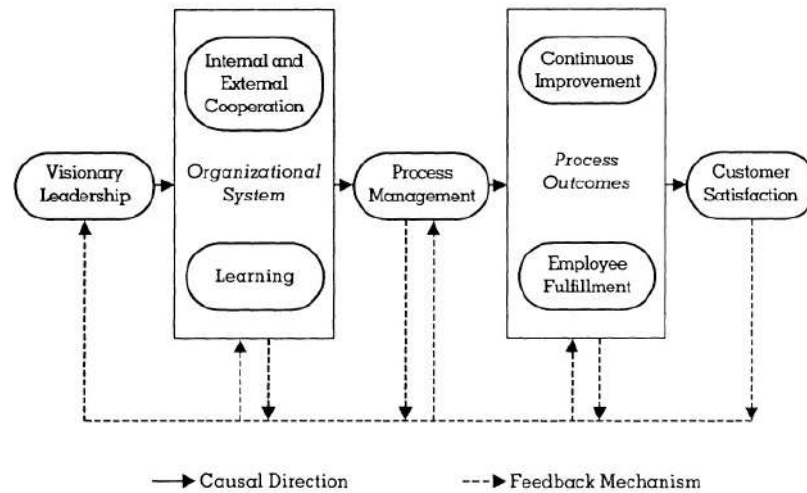 Internal and
External
Cooperation
Continuous
Improvement
Visionary
Leadership
Organizational
System
Process
Management
Process
Outcomes
Customer
Satisfaction
Learning
Employee
Fulfillment
Causal Direction
Feedback Mechanism